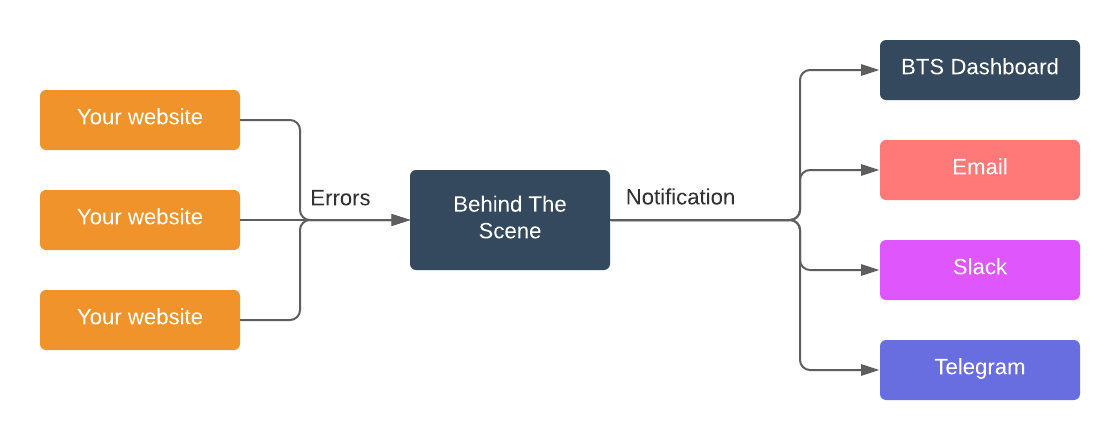 Your website
Your website
Your website
Errors
Behind The
Scene
Notification
BTS Dashboard
Email
Slack
Telegram